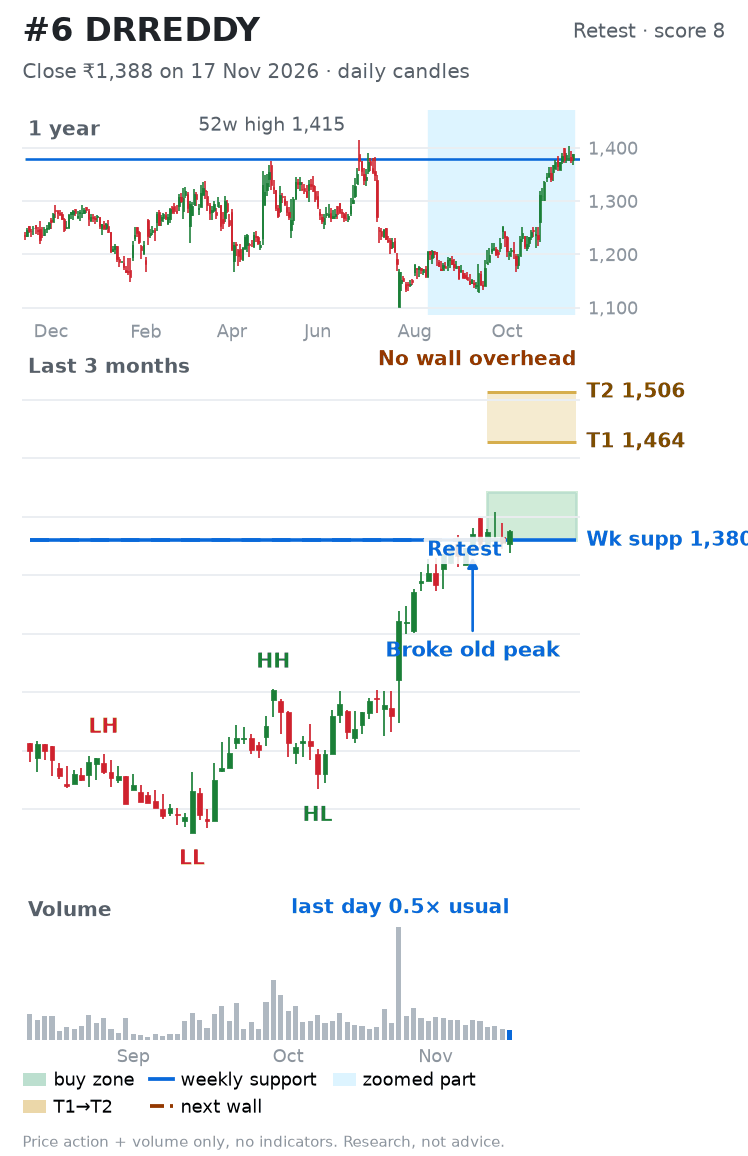 #6 DRREDDY
Retest · score 8
Close ₹1,388 on 17 Nov 2026 · daily candles
1 year
52w high 1,415
1,400
1,300
1,200
1,100
Dec Feb Apr Jun Aug Oct
Last 3 months
No wall overhead
T2 1,506
T1 1,464
Wk supp 1,380
Retest
Broke old peak
HH
LH
HL
LL
Volume
last day 0.5× usual
Sep Oct Nov
buy zone weekly support zoomed part
T1→T2 next wall
Price action + volume only, no indicators. Research, not advice.